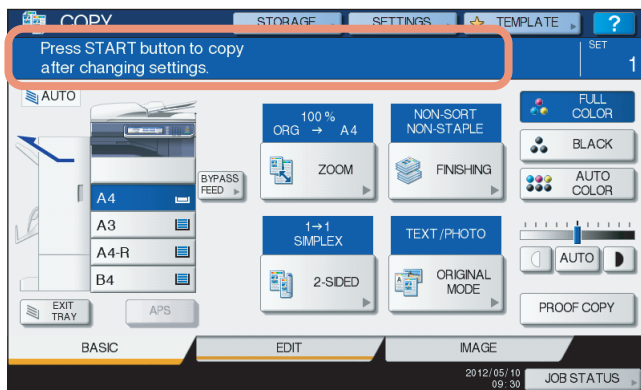 COPY
STORAGE
SETTINGS
TEMPLATE
?
Press START button to copy
after changing settings.
SET
1
AUTO
100 %
ORG → A4
ZOOM
NON-SORT
NON-STAPLE
FINISHING
FULL
COLOR
BLACK
AUTO
COLOR
BYPASS
FEED
A4
A3
A4-R
B4
1→1
SIMPLEX
2-SIDED
TEXT/PHOTO
ORIGINAL
MODE
AUTO
EXIT
TRAY
APS
PROOF COPY
BASIC
EDIT
IMAGE
2012/05/10
09:30
JOB STATUS